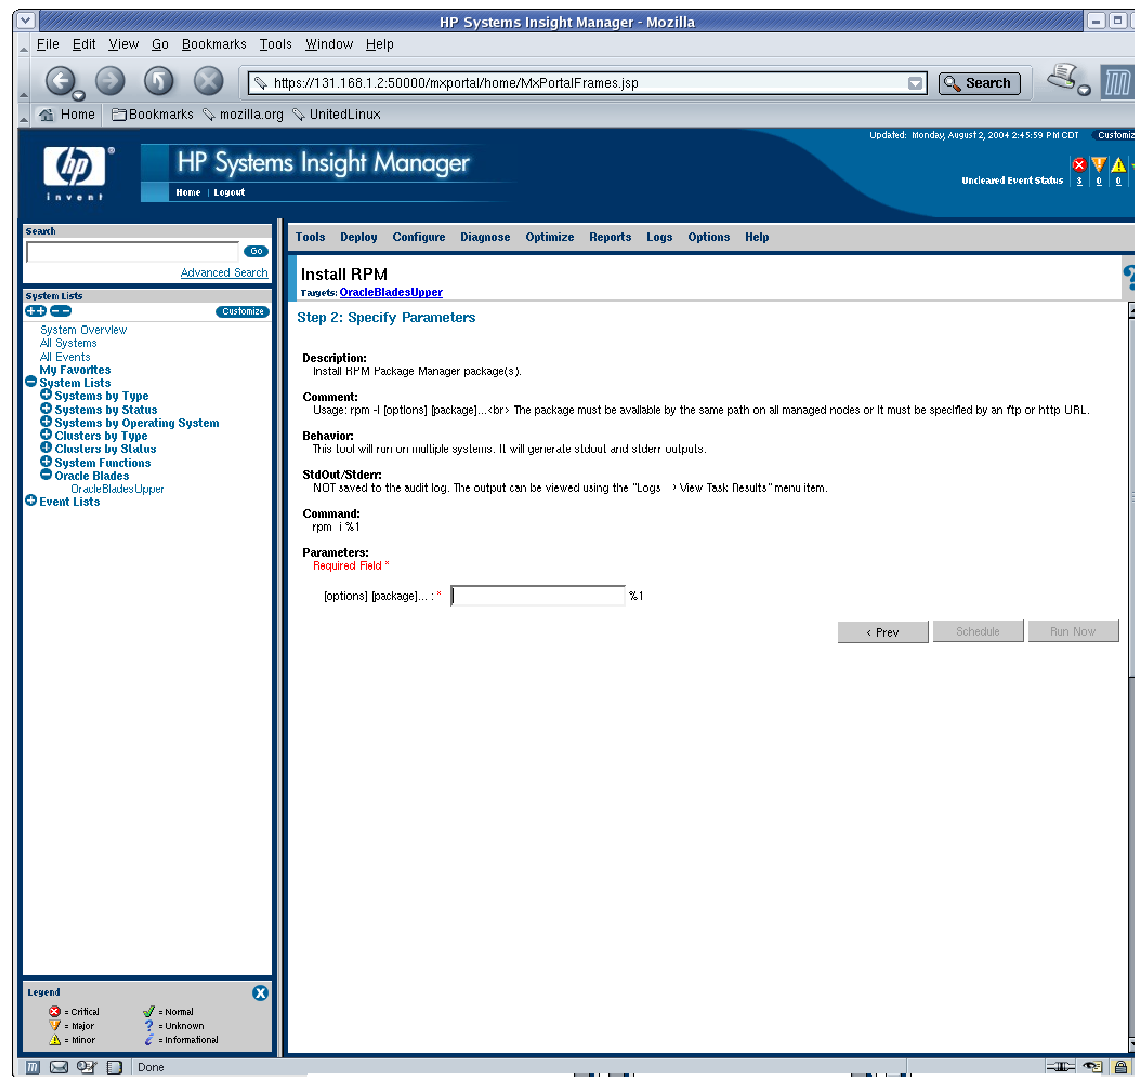 HP Systems Insight Manager - Mozilla
File Edit View Go Bookmarks Tools Window Help
https://131.168.1.2:50000/mxportal/home/MxPortalFrames.jsp
Search
Home Bookmarks mozilla.org UnitedLinux
Updated: Monday, August 2, 2004 2:45:59 PM CDT
Customiz
hp
invent
HP Systems Insight Manager
Home | Logout
Uncleared Event Status 3 0 0
Search
Go
Advanced Search
System Lists
Customize
System Overview
All Systems
All Events
My Favorites
System Lists
Systems by Type
Systems by Status
Systems by Operating System
Clusters by Type
Clusters by Status
System Functions
Oracle Blades
OracleBladesUpper
Event Lists
Tools Deploy Configure Diagnose Optimize Reports Logs Options Help
Install RPM
Targets: OracleBladesUpper
?
Step 2: Specify Parameters
Description:
Install RPM Package Manager package(s).
Comment:
Usage: rpm -i [options] [package]...<br> The package must be available by the same path on all managed nodes or it must be specified by an ftp or http URL.
Behavior:
This tool will run on multiple systems. It will generate stdout and stderr outputs.
StdOut/Stderr:
NOT saved to the audit log. The output can be viewed using the "Logs -> View Task Results" menu item.
Command:
rpm -i %1
Parameters:
Required Field *
[options] [package]... : * %1
< Prev Schedule Run Now
Legend
= Critical = Normal
= Major ? = Unknown
= Minor = Informational
Done